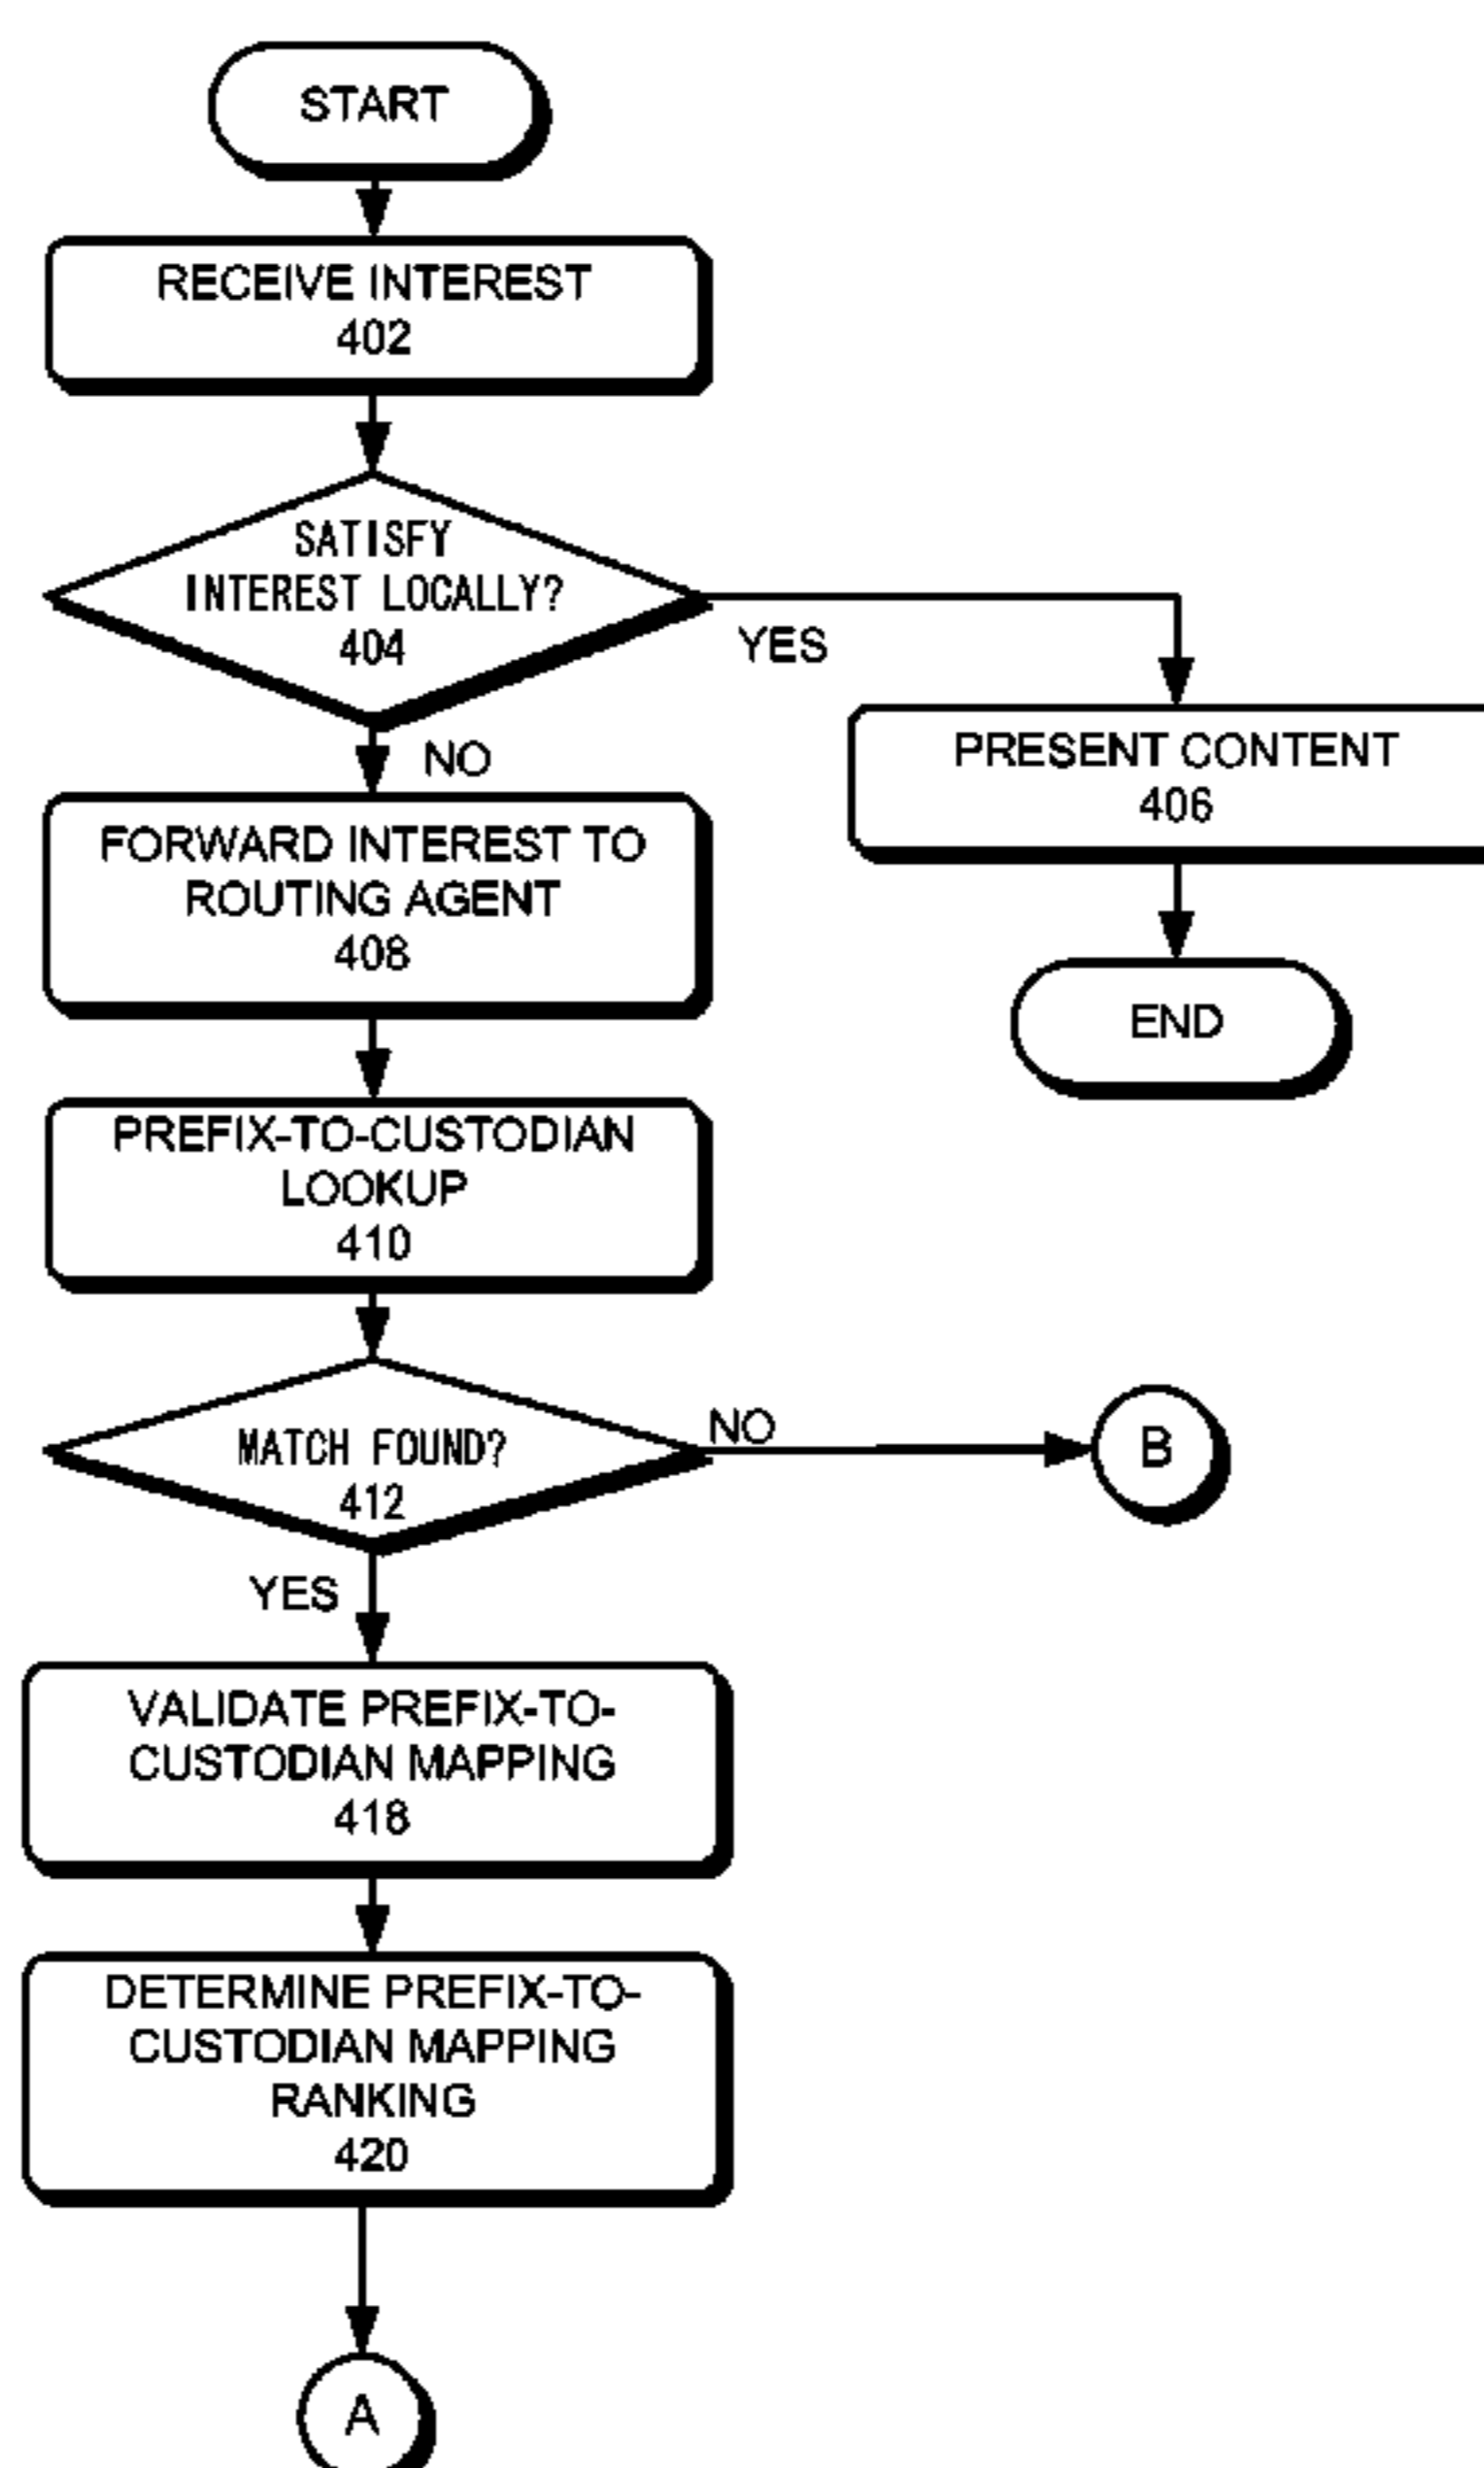 START
RECEIVE INTEREST
402
SATISFY
INTEREST LOCALLY?
404
YES
NO
PRESENT CONTENT
406
FORWARD INTEREST TO
ROUTING AGENT
408
END
PREFIX-TO-CUSTODIAN
LOOKUP
410
MATCH FOUND?
412
NO
B
YES
VALIDATE PREFIX-TO-
CUSTODIAN MAPPING
418
DETERMINE PREFIX-TO-
CUSTODIAN MAPPING
RANKING
420
A